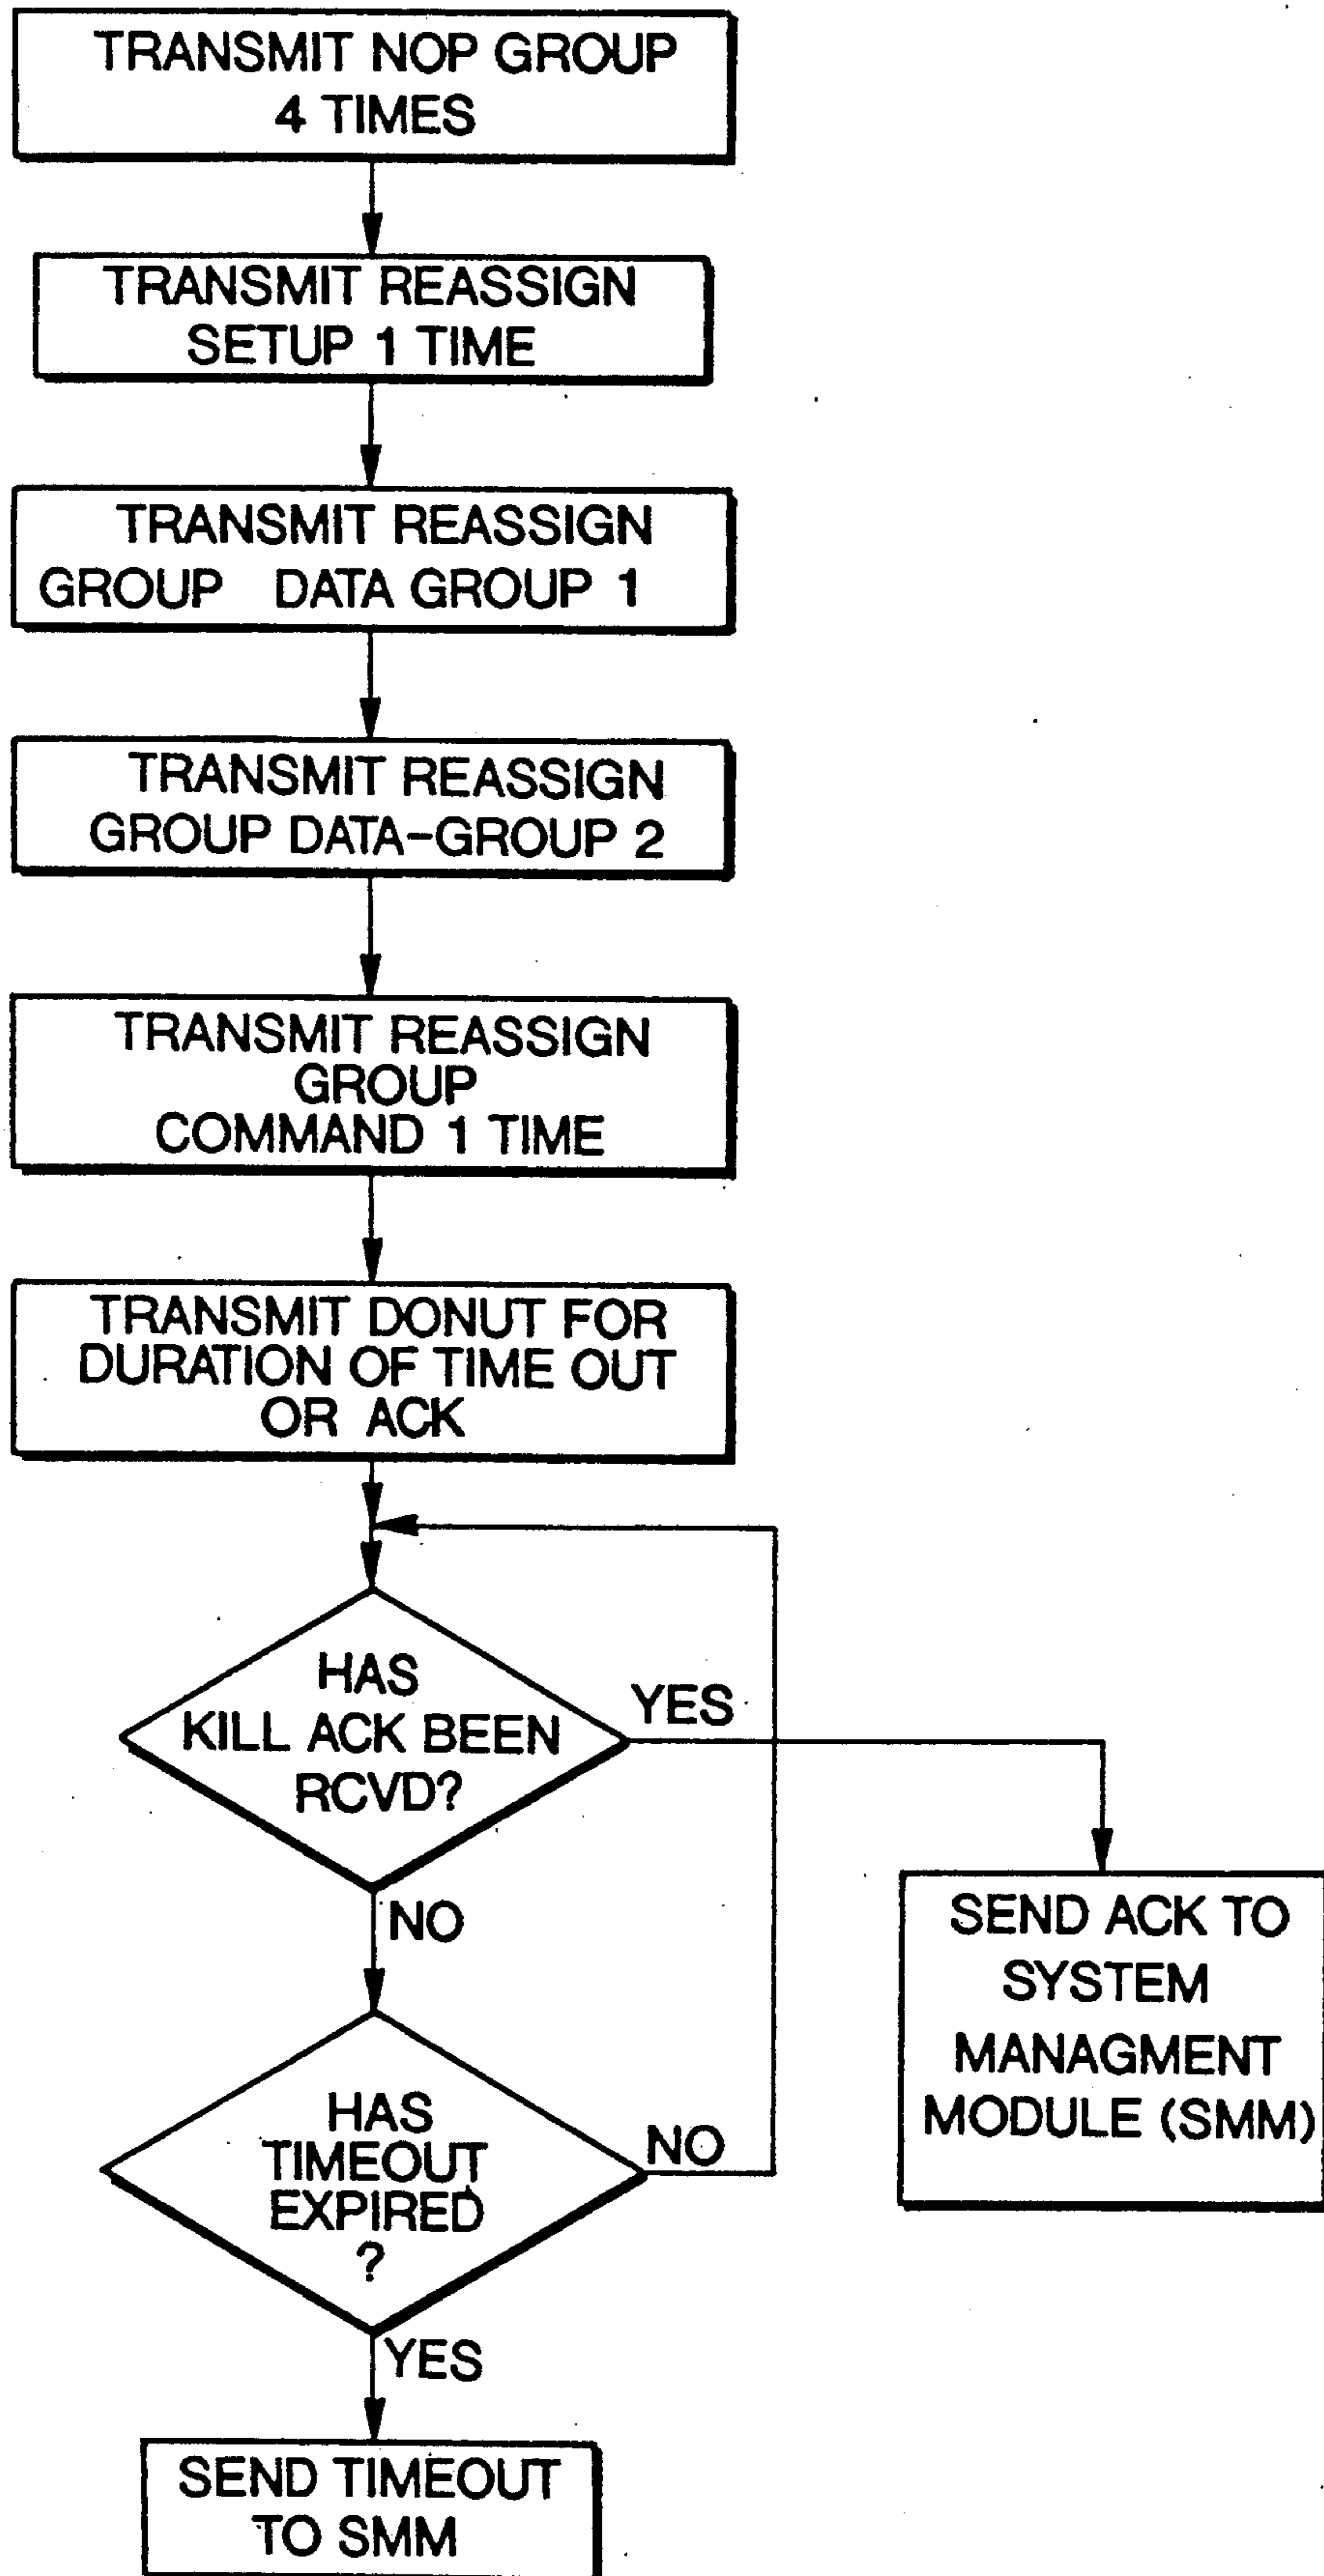 TRANSMIT NOP GROUP
4 TIMES
TRANSMIT REASSIGN
SETUP 1 TIME
TRANSMIT REASSIGN
GROUP DATA GROUP 1
TRANSMIT REASSIGN
GROUP DATA-GROUP 2
TRANSMIT REASSIGN
GROUP
COMMAND 1 TIME
TRANSMIT DONUT FOR
DURATION OF TIME OUT
OR ACK
HAS
KILL ACK BEEN
RCVD?
YES
NO
SEND ACK TO
SYSTEM
MANAGMENT
MODULE (SMM)
HAS
TIMEOUT
EXPIRED
?
NO
YES
SEND TIMEOUT
TO SMM